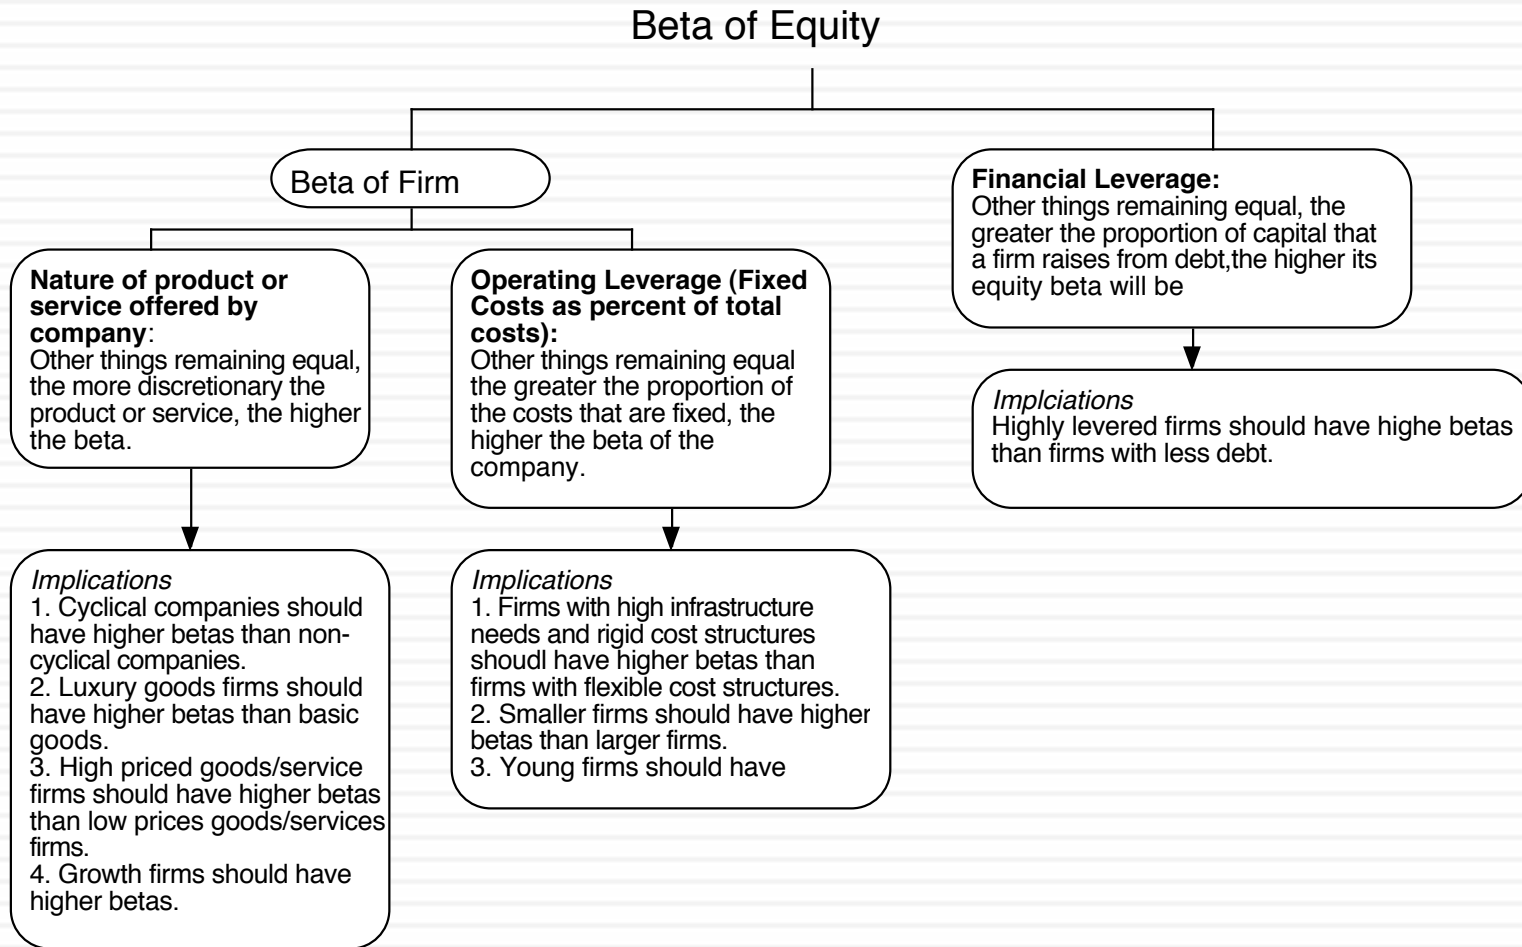 Beta of Equity
Beta of Firm
Nature of product or
service offered by
company:
Other things remaining equal,
the more discretionary the
product or service, the higher
the beta.
Operating Leverage (Fixed
Costs as percent of total
costs):
Other things remaining equal
the greater the proportion of
the costs that are fixed, the
higher the beta of the
company.
Financial Leverage:
Other things remaining equal, the
greater the proportion of capital that
a firm raises from debt,the higher its
equity beta will be
Implications
1. Cyclical companies should
have higher betas than non-
cyclical companies.
2. Luxury goods firms should
have higher betas than basic
goods.
3. High priced goods/service
firms should have higher betas
than low prices goods/services
firms.
4. Growth firms should have
higher betas.
Implications
1. Firms with high infrastructure
needs and rigid cost structures
shoudl have higher betas than
firms with flexible cost structures.
2. Smaller firms should have higher
betas than larger firms.
3. Young firms should have
Implciations
Highly levered firms should have highe betas
than firms with less debt.